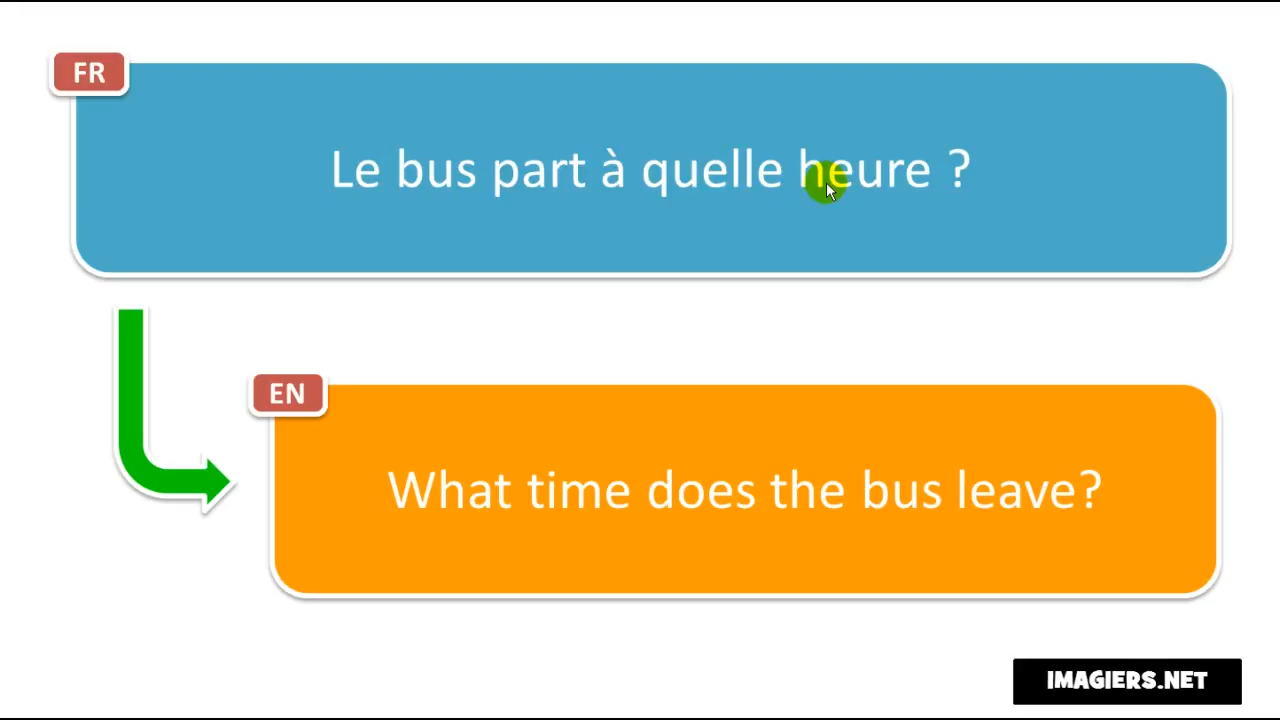 FR
Le bus part à quelle heure ?
EN
What time does the bus leave?
IMAGIERS.NET